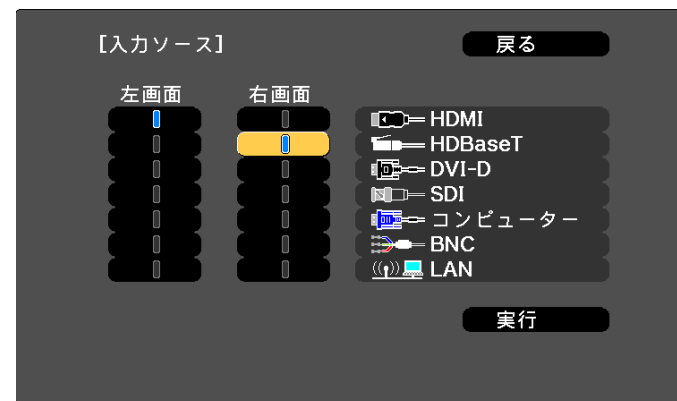 [入力ソース] 戻る
左画面 右画面
HDMI
HDBaseT
DVI-D
SDI
コンピューター
BNC
LAN
実行